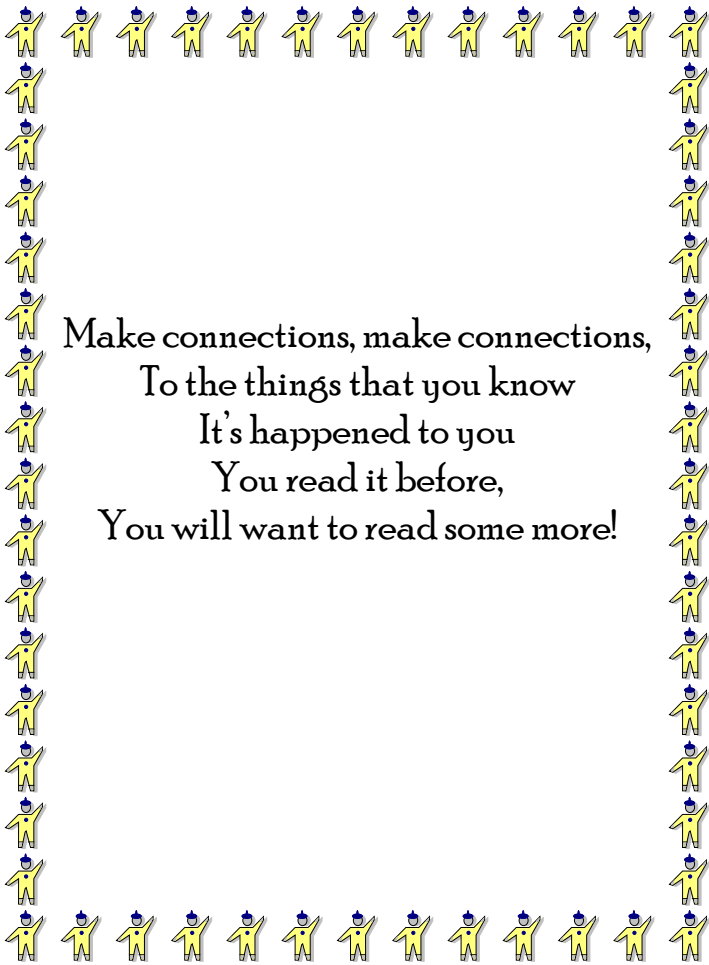 Make connections, make connections,
To the things that you know
It's happened to you
You read it before,
You will want to read some more!